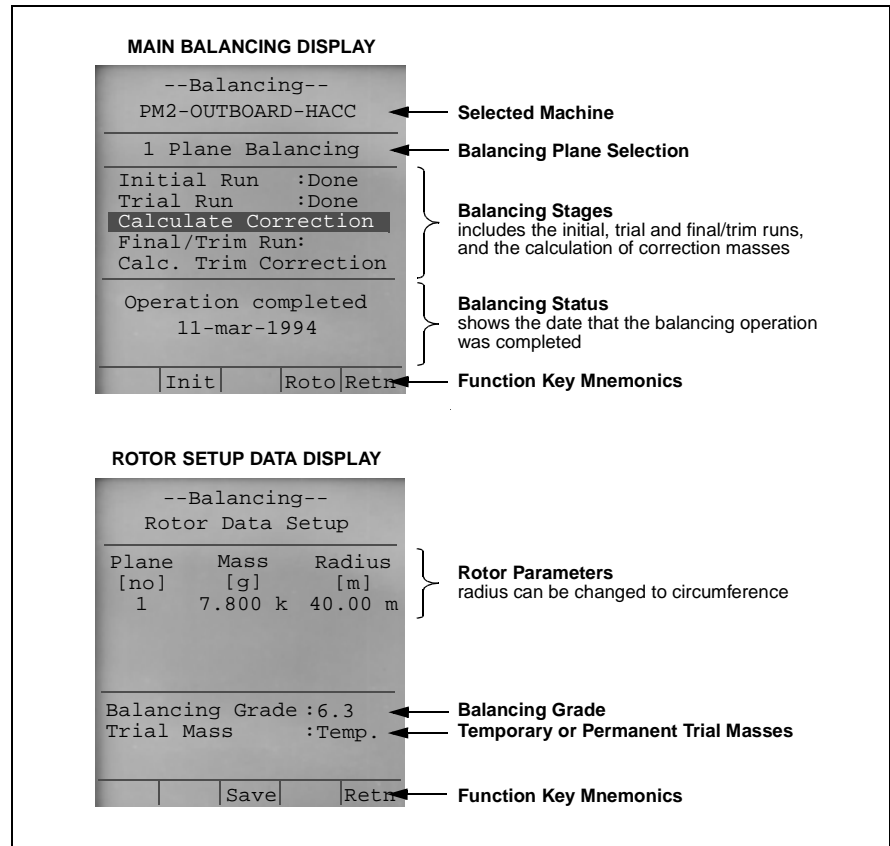 MAIN BALANCING DISPLAY
--Balancing--
PM2-OUTBOARD-HACC
Selected Machine
1 Plane Balancing
Balancing Plane Selection
Initial Run :Done
Trial Run :Done
Calculate Correction
Final/Trim Run:
Calc. Trim Correction
Balancing Stages
includes the initial, trial and final/trim runs,
and the calculation of correction masses
Operation completed
11-mar-1994
Balancing Status
shows the date that the balancing operation
was completed
Init Roto Retn
Function Key Mnemonics
ROTOR SETUP DATA DISPLAY
--Balancing--
Rotor Data Setup
Plane Mass Radius
[no] [g] [m]
1 7.800 k 40.00 m
Rotor Parameters
radius can be changed to circumference
Balancing Grade :6.3
Balancing Grade
Trial Mass :Temp.
Temporary or Permanent Trial Masses
Save Retn
Function Key Mnemonics